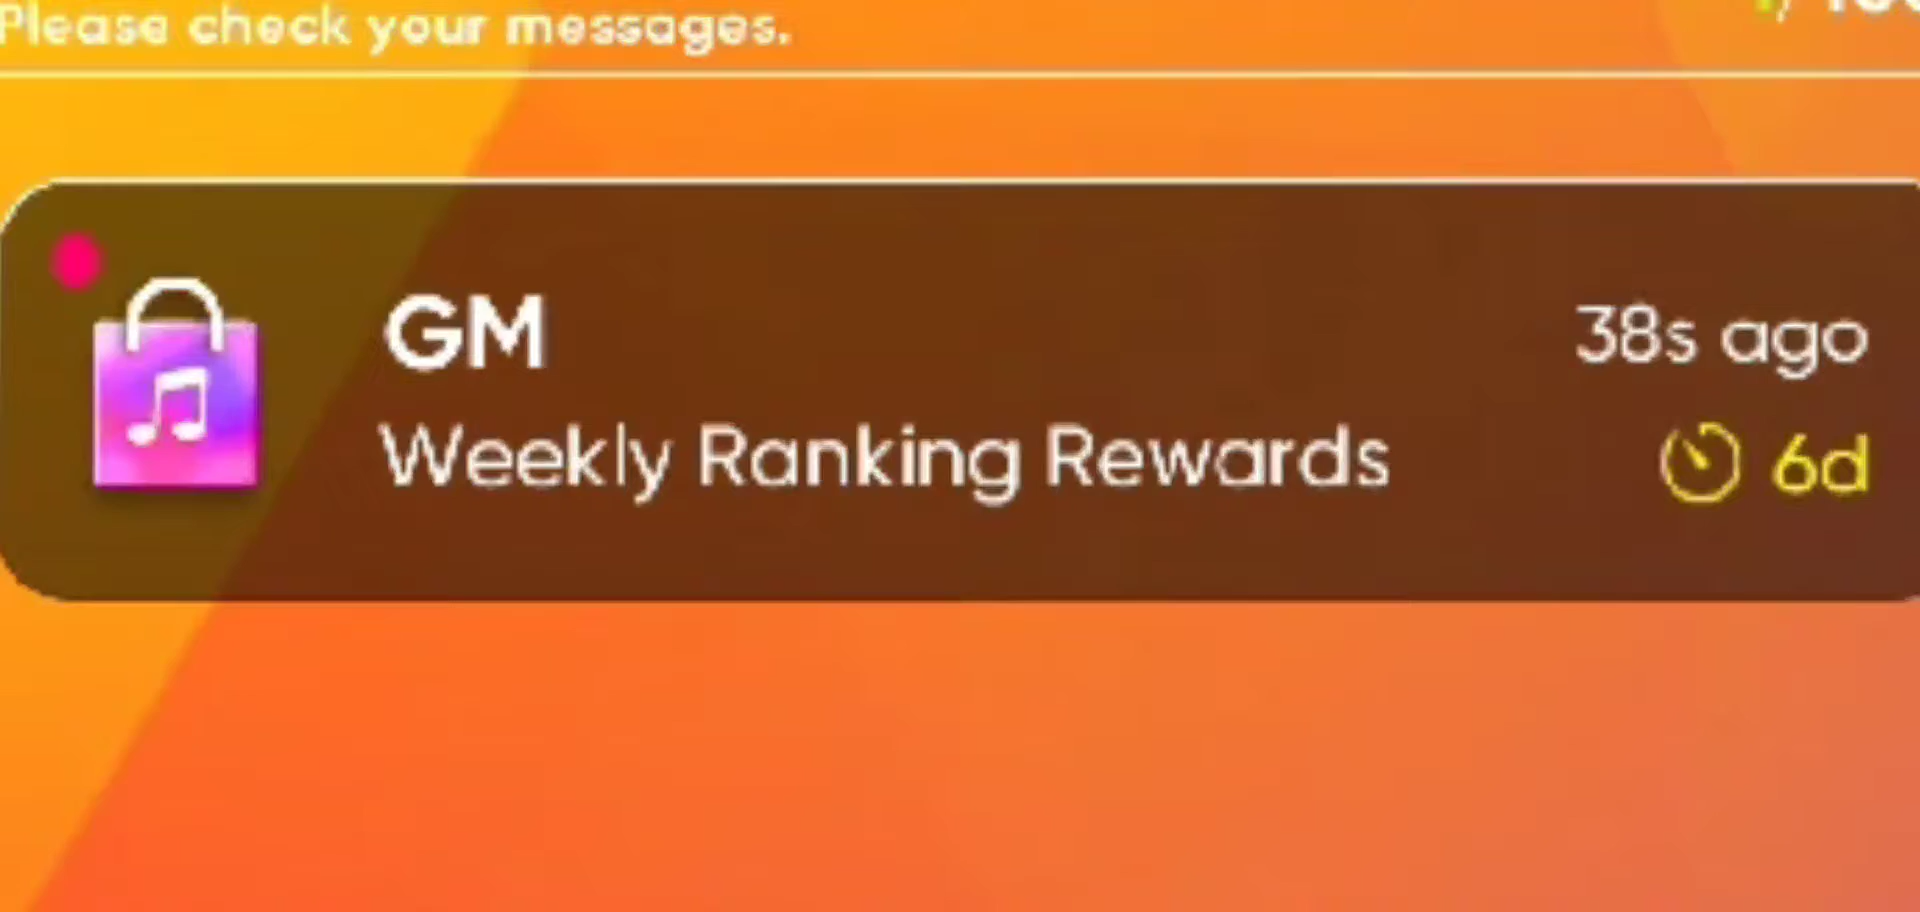 Please check your messages.
GM
38s ago
Weekly Ranking Rewards
6d